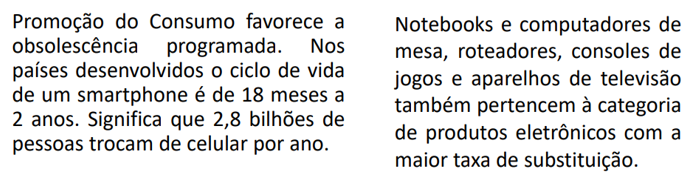 Promoção do Consumo favorece a
obsolescência programada. Nos
países desenvolvidos o ciclo de vida
de um smartphone é de 18 meses a
2 anos. Significa que 2,8 bilhões de
pessoas trocam de celular por ano.
Notebooks e computadores de
mesa, roteadores, consoles de
jogos e aparelhos de televisão
também pertencem à categoria
de produtos eletrônicos com a
maior taxa de substituição.